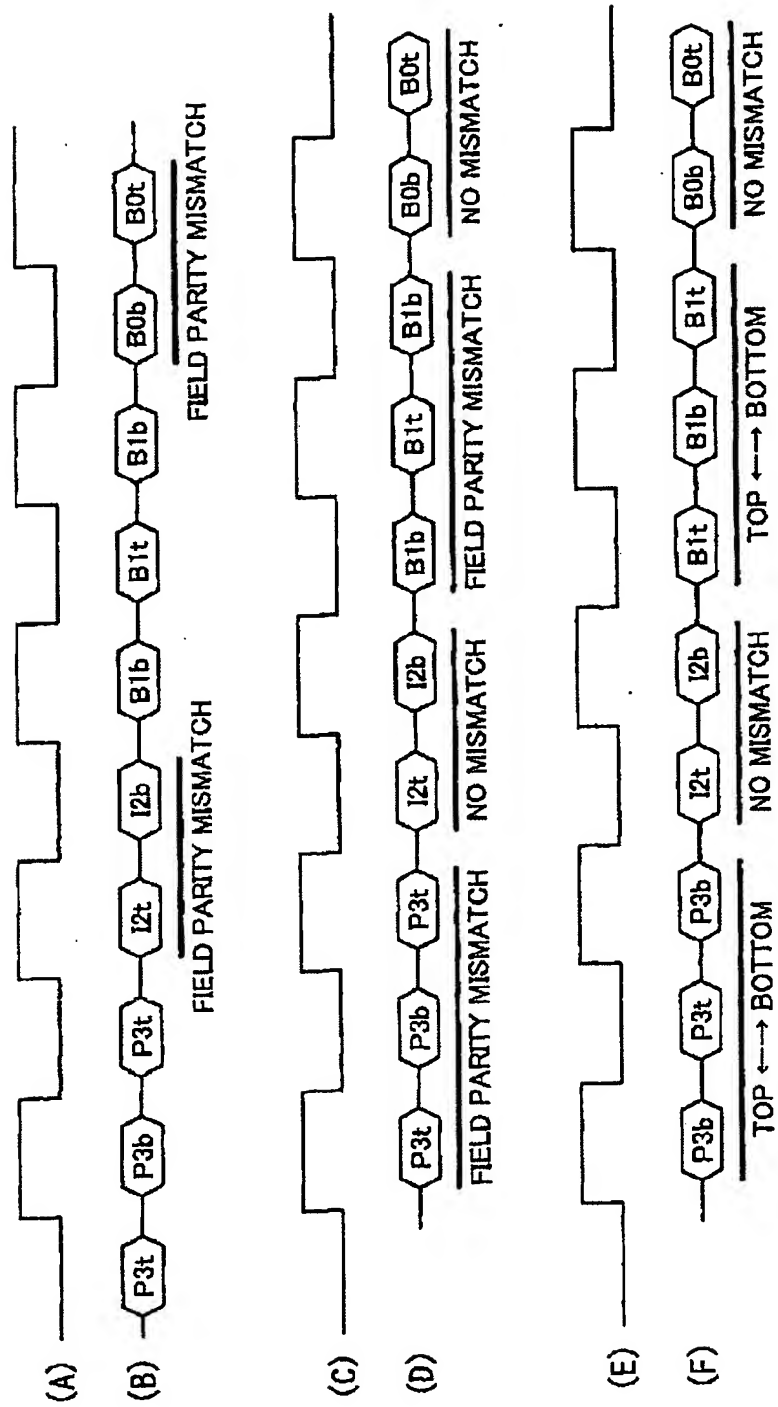 (A)
(B) P3t P3b P3t I2t I2b B1b B1t B1b B0b B0t
FIELD PARITY MISMATCH FIELD PARITY MISMATCH
(C)
(D) P3t P3b P3t I2t I2b B1b B1t B1b B0b B0t
FIELD PARITY MISMATCH NO MISMATCH FIELD PARITY MISMATCH NO MISMATCH
(E)
(F) P3b P3t P3b I2t I2b B1t B1b B1t B0b B0t
TOP ←→ BOTTOM NO MISMATCH TOP ←→ BOTTOM NO MISMATCH